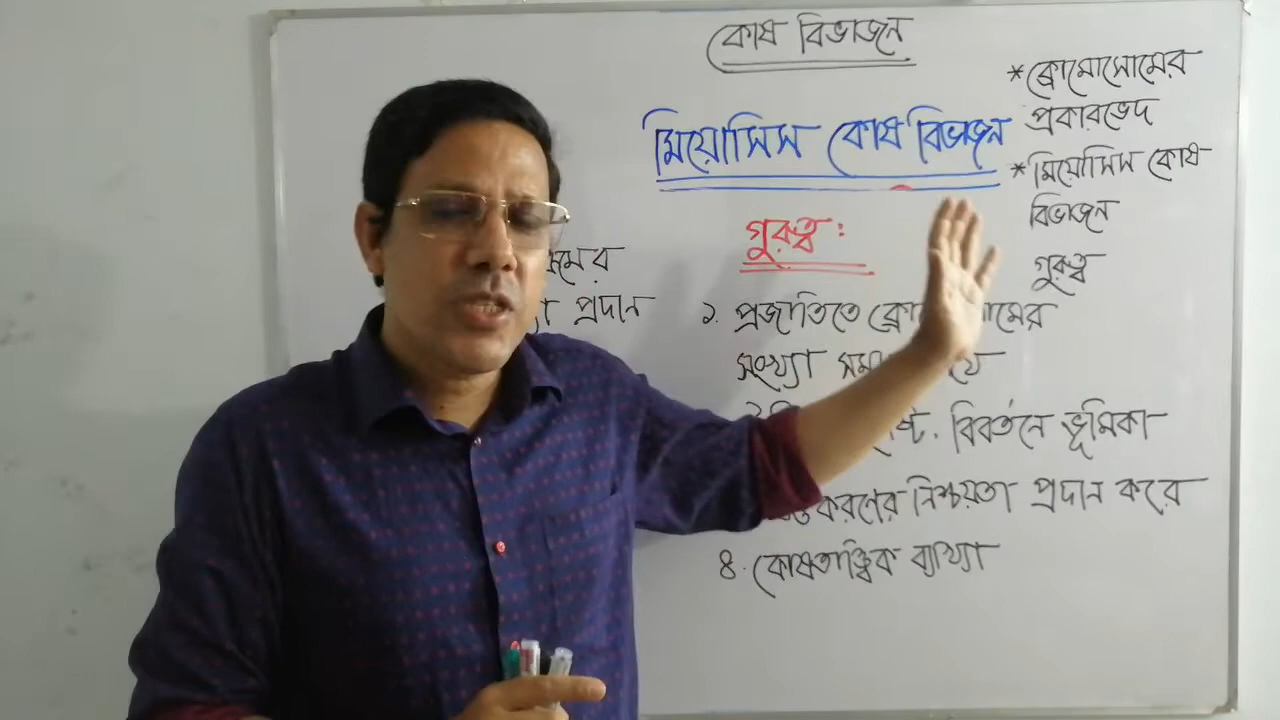 কোষ বিভাজন
মিয়োসিস কোষ বিভাজন
* ক্রোমোসোমের
প্রকারভেদ
* মিয়োসিস কোষ
বিভাজন
গুরুত্ব
গুরুত্ব :
প্রদান
১. প্রজাতিতে
সংখ্যা
বিবর্তনে ভূমিকা
নিশ্চয়তা প্রদান করে
৪. কোষতাত্ত্বিক ব্যাখ্যা